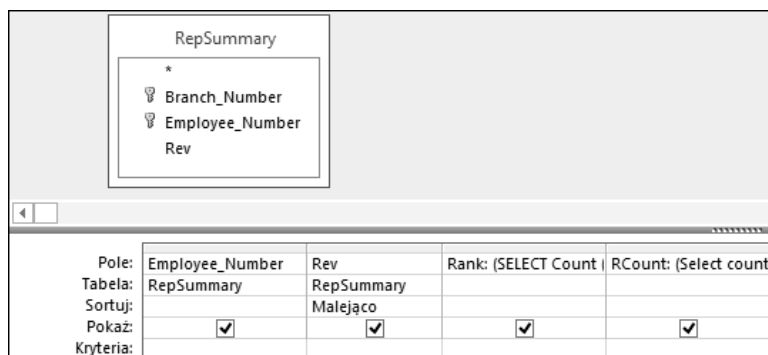 RepSummary
*
Branch_Number
Employee_Number
Rev
Pole: Employee_Number Rev Rank: (SELECT Count ( RCount: (Select count
Tabela: RepSummary RepSummary
Sortuj: Malejąco
Pokaż:
Kryteria: